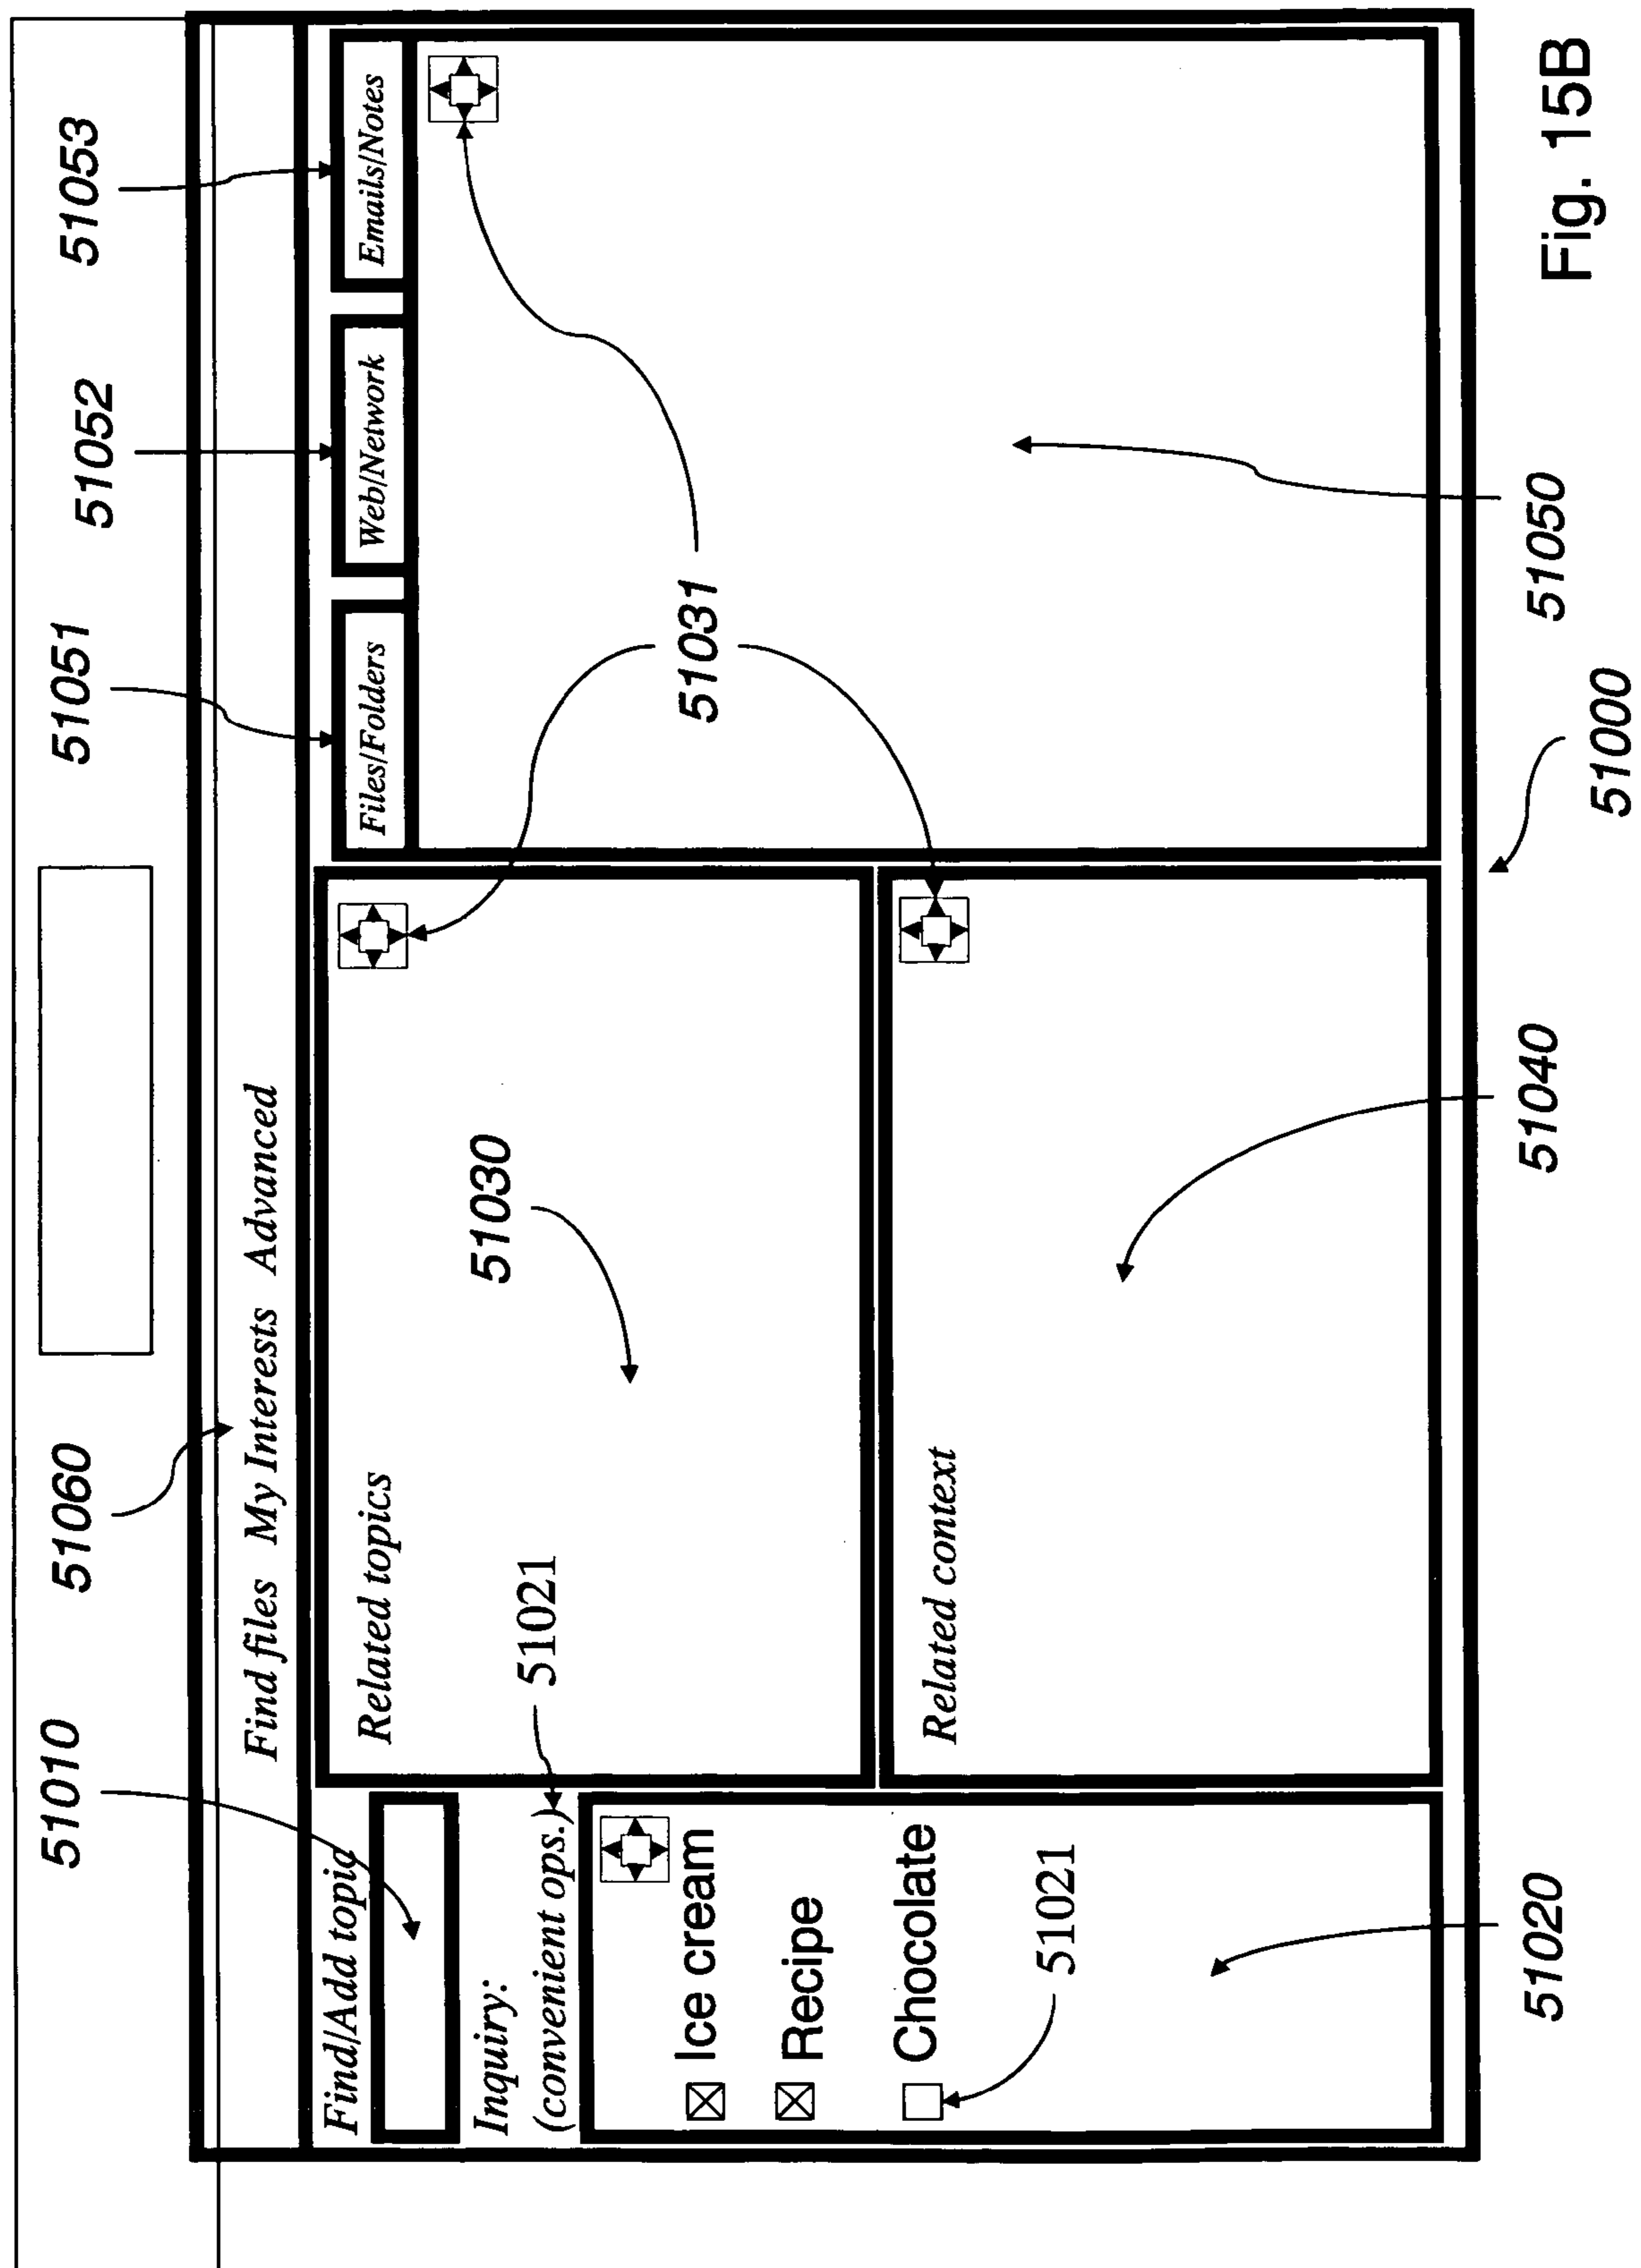 51010
51060
51051
51052
51053
Find files My Interests Advanced
Find/Add topic
Inquiry:
(convenient ops.)
51021
Ice cream
Recipe
Chocolate
51021
Related topics
51030
Related context
51031
Files/Folders
Web/Network
Emails/Notes
51020
51040
51000
51050
Fig. 15B